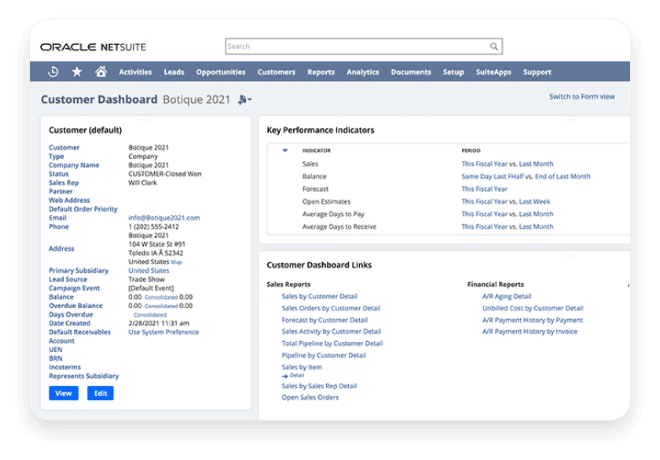 ORACLE NETSUITE
Search
Activities Leads Opportunities Customers Reports Analytics Documents Setup SuiteApps Support
Customer Dashboard Botique 2021
Switch to Form view
Customer (default)
Customer Botique 2021
Type Company
Company Name Botique 2021
Status CUSTOMER-Closed Won
Sales Rep Will Clark
Partner
Web Address
Default Order Priority
Email info@Botique2021.com
Phone 1 (202) 555-2412
Botique 2021
104 W State St #91
Address
Toledo IA Â 52342
United States Map
Primary Subsidiary United States
Lead Source Trade Show
Campaign Event [Default Event]
Balance 0.00 Consolidated 0.00
Overdue Balance 0.00 Consolidated 0.00
Days Overdue Consolidated
Date Created 2/28/2021 11:31 am
Default Receivables Use System Preference
Account
UEN
BRN
Incoterms
Represents Subsidiary
View Edit
Key Performance Indicators
INDICATOR PERIOD
Sales This Fiscal Year vs. Last Month
Balance Same Day Last FHalf vs. End of Last Month
Forecast This Fiscal Year
Open Estimates This Fiscal Year vs. Last Week
Average Days to Pay This Fiscal Year vs. Last Month
Average Days to Receive This Fiscal Year vs. Last Month
Customer Dashboard Links
Sales Reports
Sales by Customer Detail
Sales Orders by Customer Detail
Forecast by Customer Detail
Sales Activity by Customer Detail
Total Pipeline by Customer Detail
Pipeline by Customer Detail
Sales by Item
Detail
Sales by Sales Rep Detail
Open Sales Orders
Financial Reports
A/R Aging Detail
Unbilled Cost by Customer Detail
A/R Payment History by Payment
A/R Payment History by Invoice